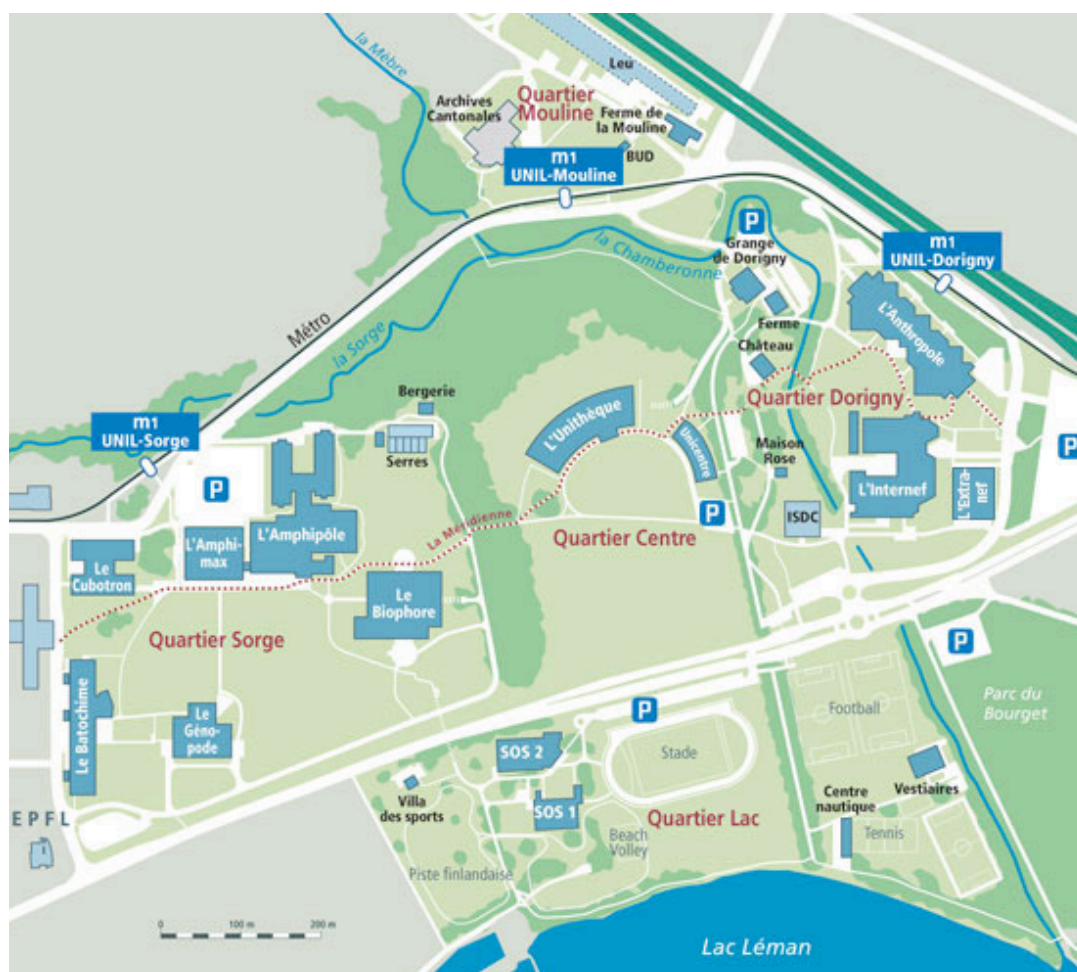 la Mèbre
Leu
Archives
Cantonales
Quartier
Mouline
Ferme de
la Mouline
BUD
m1
UNIL-Mouline
P
Grange
de Dorigny
m1
UNIL-Dorigny
la Chamberonne
Métro
la Sorge
Ferme
L'Anthropole
Château
Bergerie
Quartier Dorigny
L'Unithèque
m1
UNIL-Sorge
Unicentre
P
Serres
Maison
Rose
P
L'Internef
L'Extra-
nef
La Méridienne
P
ISDC
L'Amphi-
max
L'Amphipôle
Quartier Centre
Le
Cubotron
Le
Biophore
Quartier Sorge
P
Parc du
Bourget
Le Batochime
Le
Géno-
pode
P
Football
SOS 2
Stade
Villa
des sports
Vestiaires
Centre
nautique
SOS 1
Quartier Lac
EPFL
Beach
Volley
Tennis
Piste finlandaise
0 100 m 200 m
Lac Léman